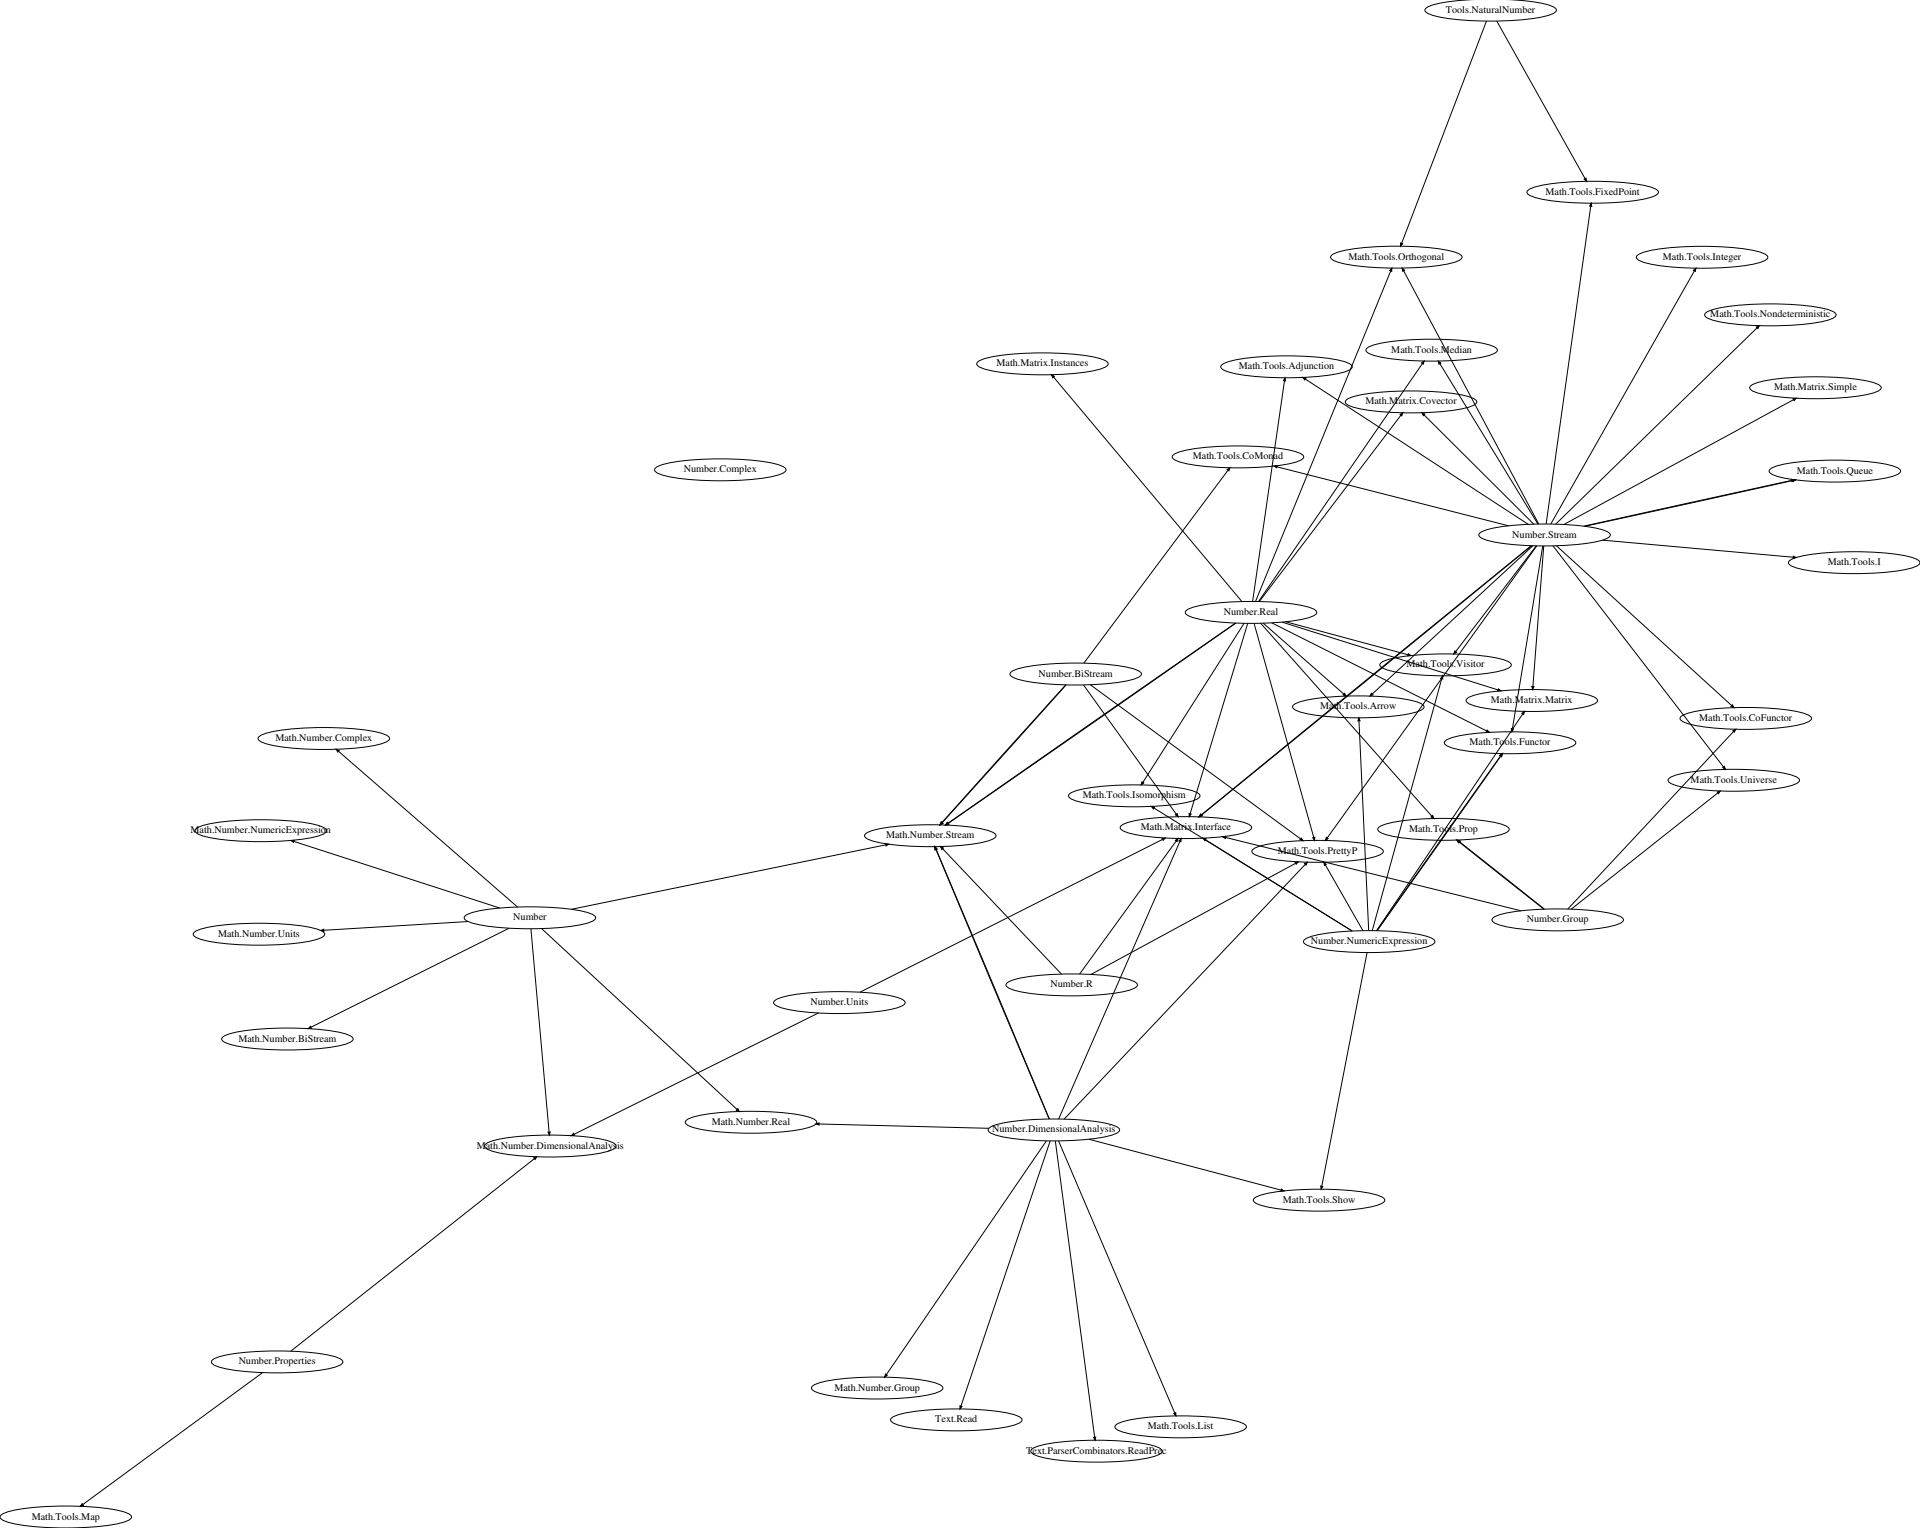 Tools.NaturalNumber
Math.Tools.FixedPoint
Math.Tools.Orthogonal
Math.Tools.Integer
Math.Tools.Nondeterministic
Math.Tools.Median
Math.Matrix.Instances
Math.Tools.Adjunction
Math.Matrix.Simple
Math.Matrix.Covector
Math.Tools.CoMonad
Number.Complex
Math.Tools.Queue
Number.Stream
Math.Tools.I
Number.Real
Math.Tools.Visitor
Number.BiStream
Math.Matrix.Matrix
Math.Tools.Arrow
Math.Tools.CoFunctor
Math.Number.Complex
Math.Tools.Functor
Math.Tools.Universe
Math.Tools.Isomorphism
Math.Number.NumericExpression
Math.Number.Stream
Math.Matrix.Interface
Math.Tools.Prop
Math.Tools.PrettyP
Number
Number.Group
Math.Number.Units
Number.NumericExpression
Number.R
Number.Units
Math.Number.BiStream
Math.Number.Real
Number.DimensionalAnalysis
Math.Number.DimensionalAnalysis
Math.Tools.Show
Number.Properties
Math.Number.Group
Text.Read
Math.Tools.List
Text.ParserCombinators.ReadPrec
Math.Tools.Map